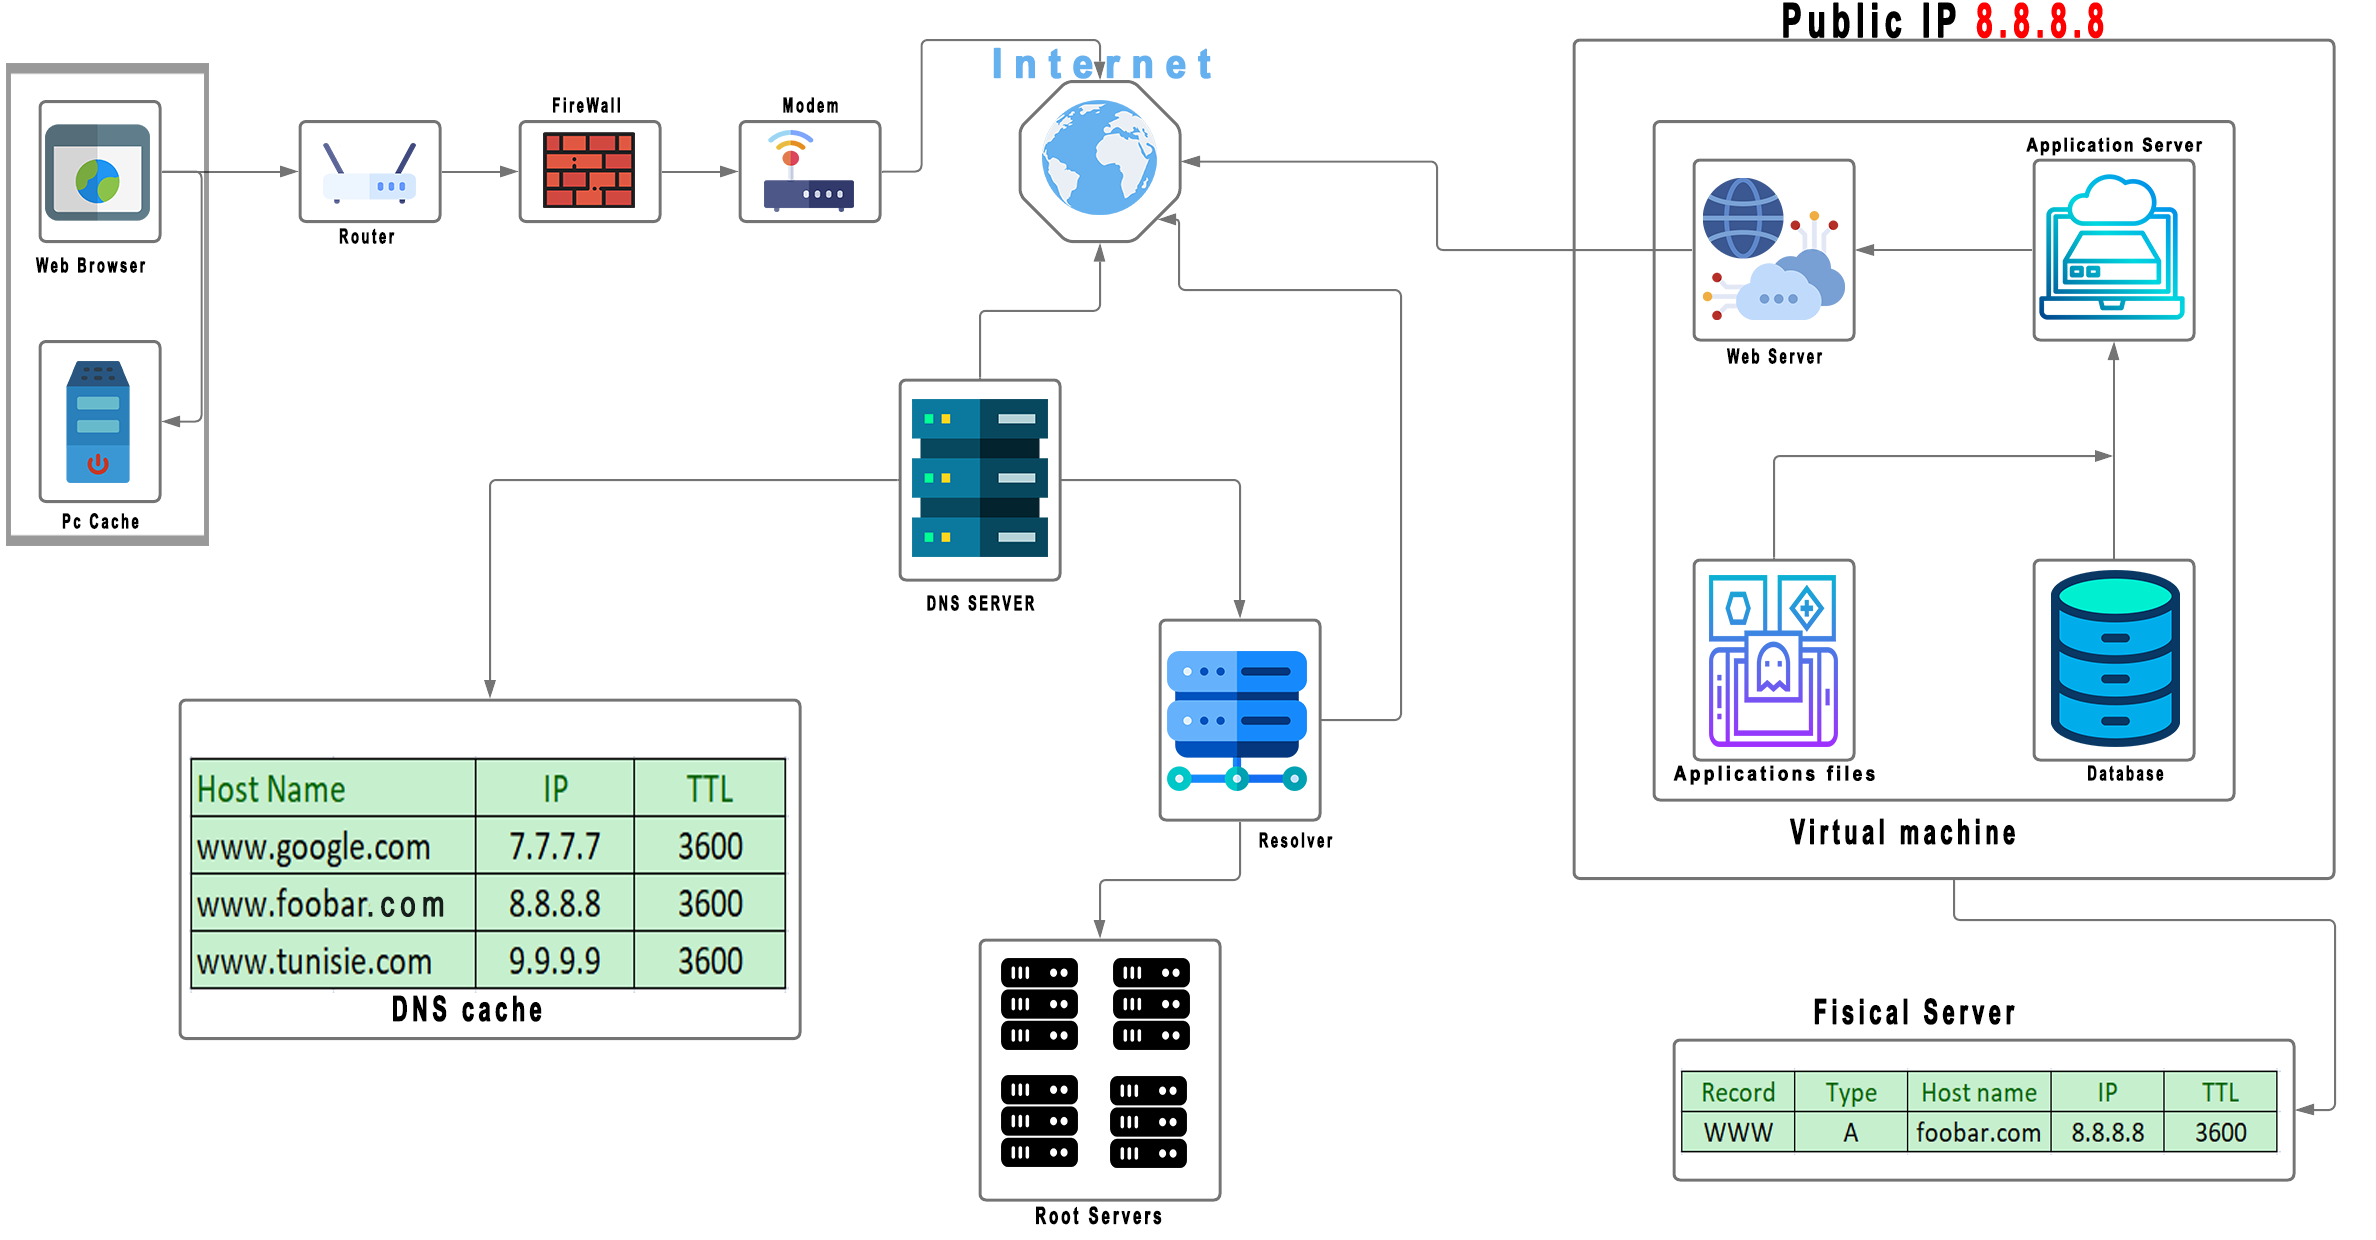 Public IP 8.8.8.8
Internet
FireWall
Modem
Application Server
Router
Web Browser
Web Server
Pc Cache
DNS SERVER
Applications files
Database
Virtual machine
Resolver
Host Name IP TTL
www.google.com 7.7.7.7 3600
www.foobar.com 8.8.8.8 3600
www.tunisie.com 9.9.9.9 3600
DNS cache
Fisical Server
Record Type Host name IP TTL
WWW A foobar.com 8.8.8.8 3600
Root Servers